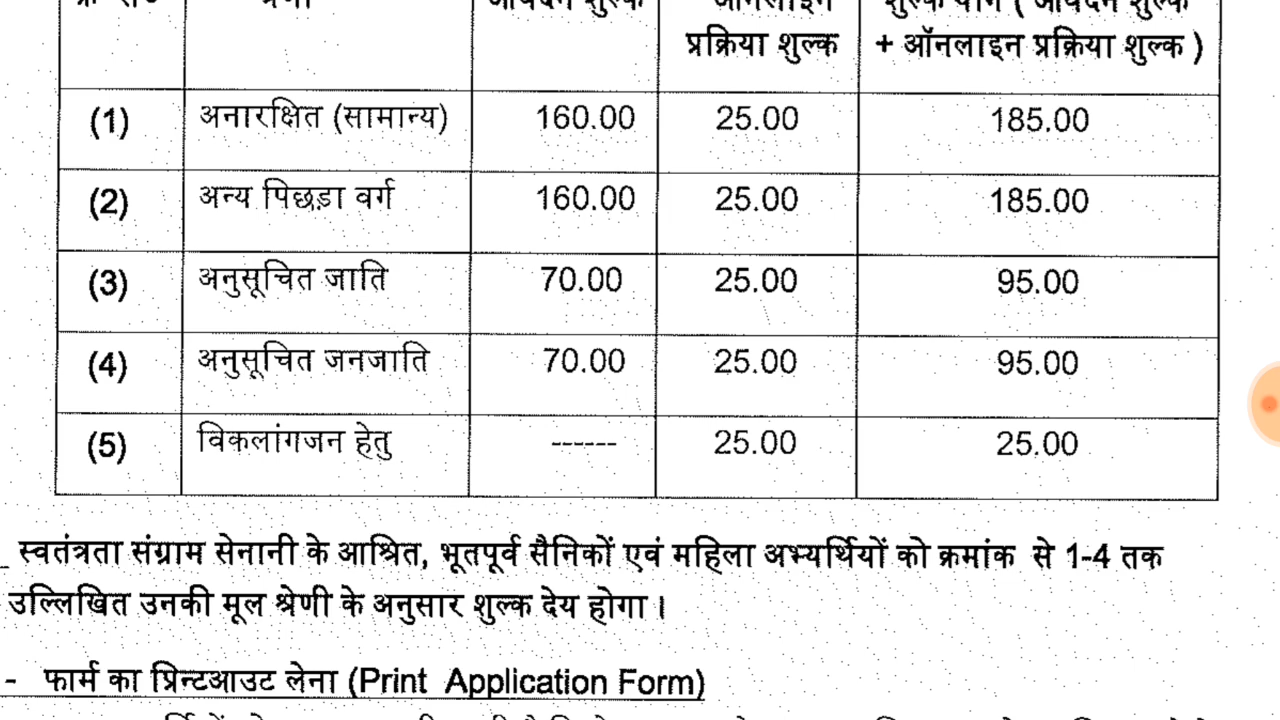 प्रक्रिया शुल्क
+ ऑनलाइन प्रक्रिया शुल्क )
(1) अनारक्षित (सामान्य) 160.00 25.00 185.00
(2) अन्य पिछड़ा वर्ग 160.00 25.00 185.00
(3) अनुसूचित जाति 70.00 25.00 95.00
(4) अनुसूचित जनजाति 70.00 25.00 95.00
(5) विकलांगजन हेतु ------ 25.00 25.00
स्वतंत्रता संग्राम सेनानी के आश्रित, भूतपूर्व सैनिकों एवं महिला अभ्यर्थियों को क्रमांक से 1-4 तक
उल्लिखित उनकी मूल श्रेणी के अनुसार शुल्क देय होगा ।
- फार्म का प्रिन्टआउट लेना (Print Application Form)